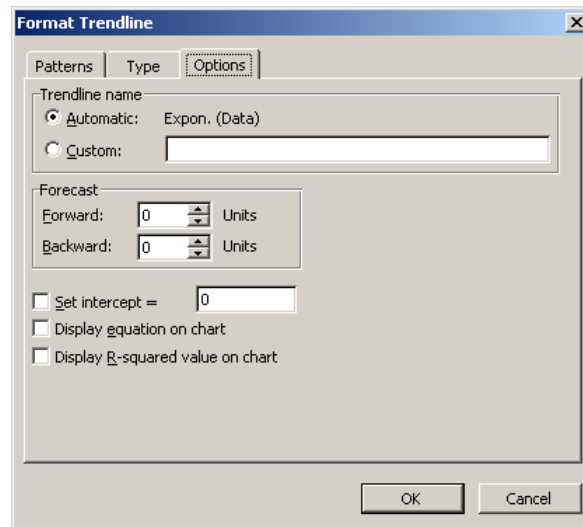 Format Trendline
Patterns Type Options
Trendline name
Automatic: Expon. (Data)
Custom:
Forecast
Forward: 0 Units
Backward: 0 Units
Set intercept = 0
Display equation on chart
Display R-squared value on chart
OK Cancel